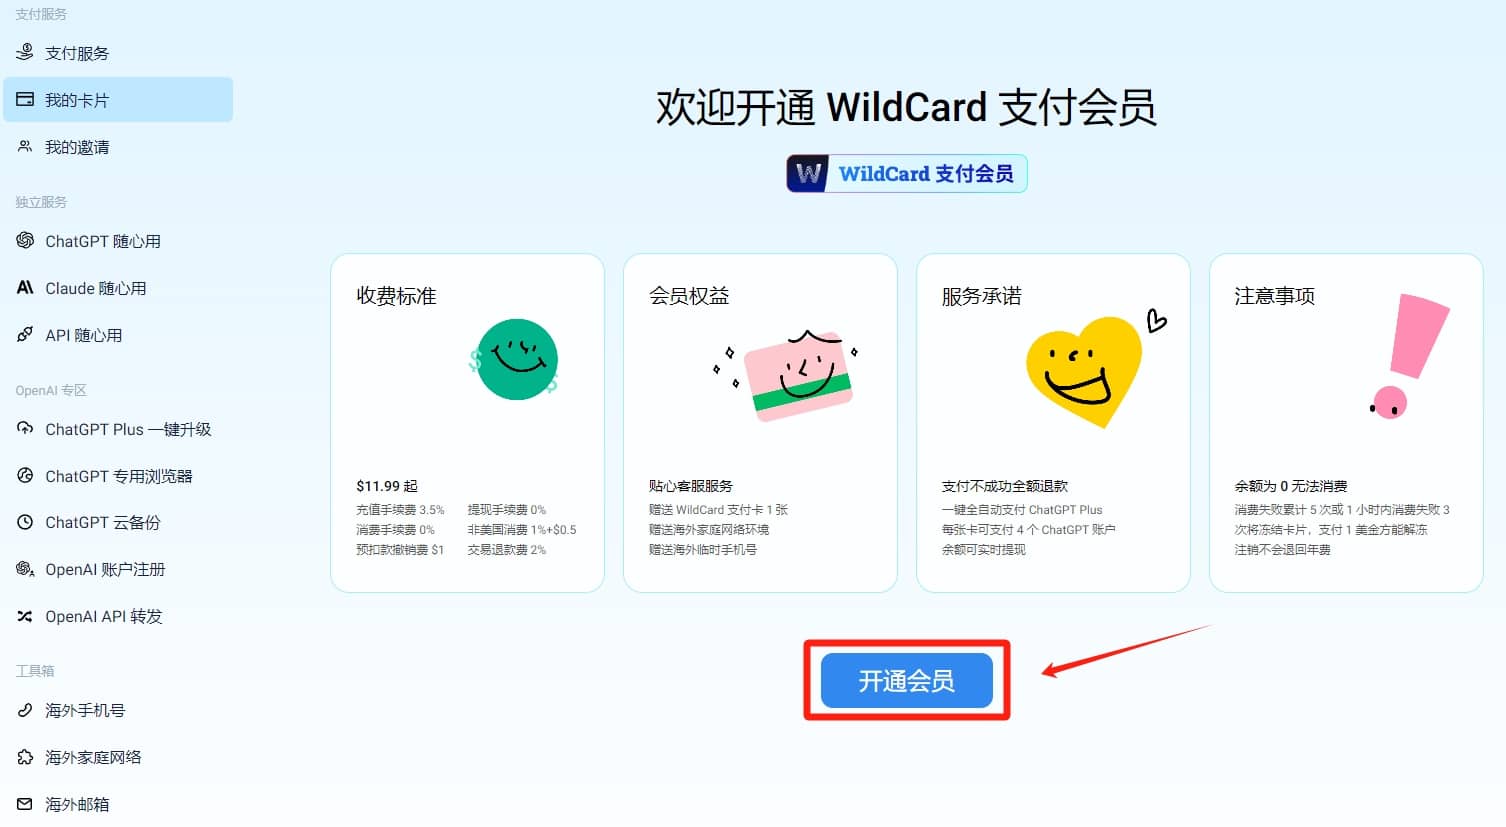 支付服务
支付服务
我的卡片
我的邀请
独立服务
ChatGPT 随心用
Claude 随心用
API 随心用
OpenAI 专区
ChatGPT Plus 一键升级
ChatGPT 专用浏览器
ChatGPT 云备份
OpenAI 账户注册
OpenAI API 转发
工具箱
海外手机号
海外家庭网络
海外邮箱
欢迎开通 WildCard 支付会员
W WildCard 支付会员
收费标准
$11.99 起
充值手续费 3.5% 提现手续费 0%
消费手续费 0% 非美国消费 1%+$0.5
预扣款撤销费 $1 交易退款费 2%
会员权益
贴心客服服务
赠送 WildCard 支付卡 1 张
赠送海外家庭网络环境
赠送海外临时手机号
服务承诺
支付不成功全额退款
一键全自动支付 ChatGPT Plus
每张卡可支付 4 个 ChatGPT 账户
余额可实时提现
注意事项
余额为 0 无法消费
消费失败累计 5 次或 1 小时内消费失败 3
次将冻结卡片，支付 1 美金方能解冻
注销不会退回年费
开通会员